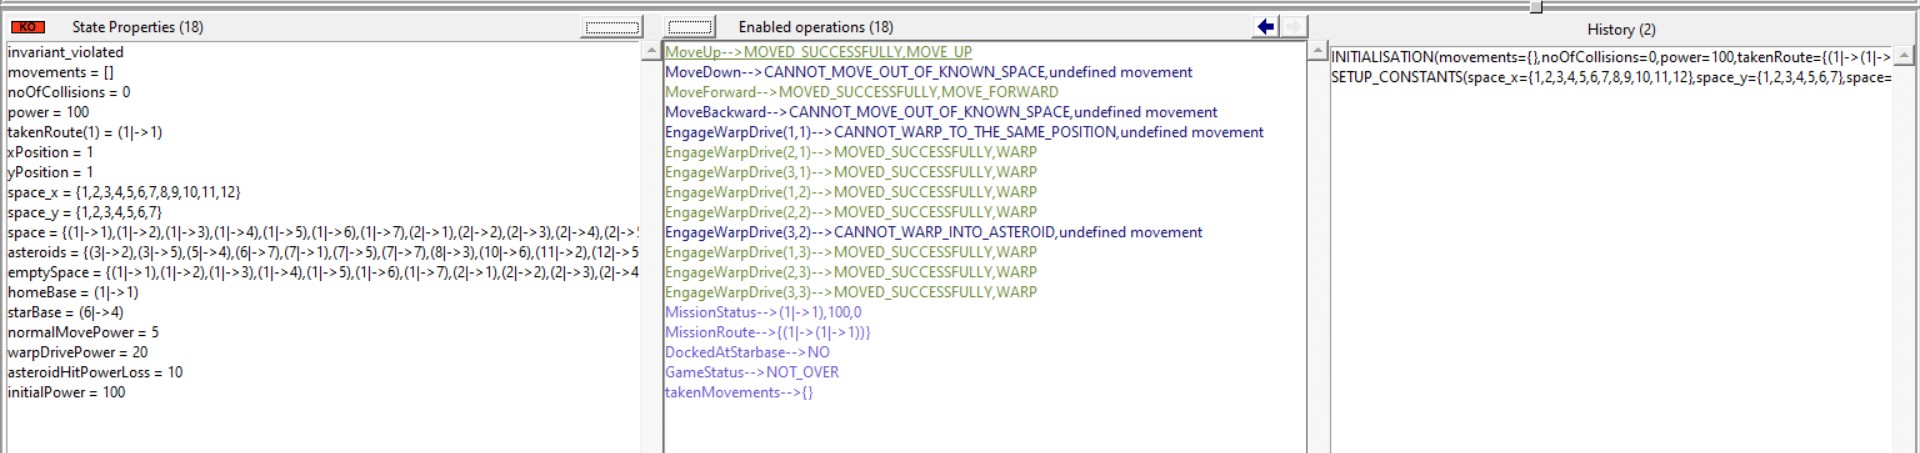 KO State Properties (18)
invariant_violated
movements = []
noOfCollisions = 0
power = 100
takenRoute(1) = (1|->1)
xPosition = 1
yPosition = 1
space_x = {1,2,3,4,5,6,7,8,9,10,11,12}
space_y = {1,2,3,4,5,6,7}
space = {(1|->1),(1|->2),(1|->3),(1|->4),(1|->5),(1|->6),(1|->7),(2|->1),(2|->2),(2|->3),(2|->4),(2|->
asteroids = {(3|->2),(3|->5),(5|->4),(6|->7),(7|->1),(7|->5),(7|->7),(8|->3),(10|->6),(11|->2),(12|->5
emptySpace = {(1|->1),(1|->2),(1|->3),(1|->4),(1|->5),(1|->6),(1|->7),(2|->1),(2|->2),(2|->3),(2|->4
homeBase = (1|->1)
starBase = (6|->4)
normalMovePower = 5
warpDrivePower = 20
asteroidHitPowerLoss = 10
initialPower = 100
Enabled operations (18)
MoveUp-->MOVED_SUCCESSFULLY,MOVE_UP
MoveDown-->CANNOT_MOVE_OUT_OF_KNOWN_SPACE,undefined movement
MoveForward-->MOVED_SUCCESSFULLY,MOVE_FORWARD
MoveBackward-->CANNOT_MOVE_OUT_OF_KNOWN_SPACE,undefined movement
EngageWarpDrive(1,1)-->CANNOT_WARP_TO_THE_SAME_POSITION,undefined movement
EngageWarpDrive(2,1)-->MOVED_SUCCESSFULLY,WARP
EngageWarpDrive(3,1)-->MOVED_SUCCESSFULLY,WARP
EngageWarpDrive(1,2)-->MOVED_SUCCESSFULLY,WARP
EngageWarpDrive(2,2)-->MOVED_SUCCESSFULLY,WARP
EngageWarpDrive(3,2)-->CANNOT_WARP_INTO_ASTEROID,undefined movement
EngageWarpDrive(1,3)-->MOVED_SUCCESSFULLY,WARP
EngageWarpDrive(2,3)-->MOVED_SUCCESSFULLY,WARP
EngageWarpDrive(3,3)-->MOVED_SUCCESSFULLY,WARP
MissionStatus-->(1|->1),100,0
MissionRoute-->{(1|->(1|->1))}
DockedAtStarbase-->NO
GameStatus-->NOT_OVER
takenMovements-->{}
History (2)
INITIALISATION(movements={},noOfCollisions=0,power=100,takenRoute={(1|->(1|->
SETUP_CONSTANTS(space_x={1,2,3,4,5,6,7,8,9,10,11,12},space_y={1,2,3,4,5,6,7},space=